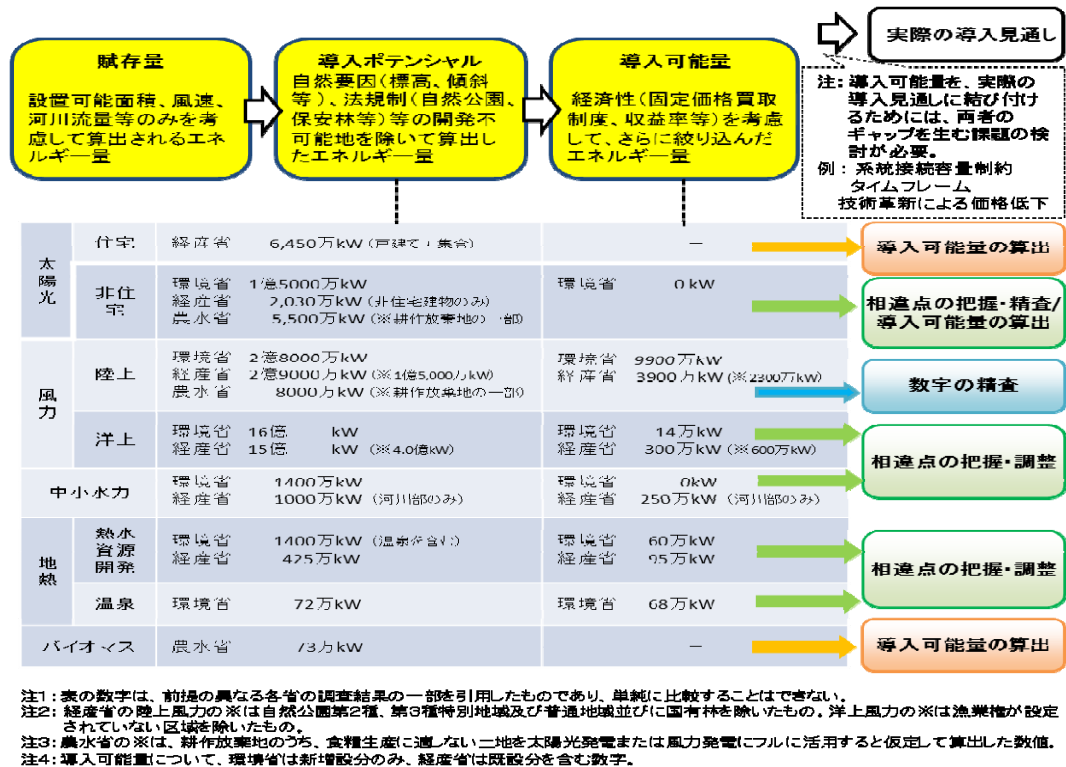 賦存量
設置可能面積、風速、
河川流量等のみを考
慮して算出されるエネ
ルギー量
導入ポテンシャル
自然要因(標高、傾斜
等)、法規制(自然公園、
保安林等)等の開発不
可能地を除いて算出し
たエネルギー量
導入可能量
経済性(固定価格買取
制度、収益率等)を考慮
して、さらに絞り込んだ
エネルギー量
実際の導入見通し
注:導入可能量を、実際の
導入見通しに結び付け
るためには、両者の
ギャップを生む課題の検
討が必要。
例:系統接続容量制約
タイムフレーム
技術革新による価格低下
太陽光
住宅 経産省 6,450万kW (戸建て+集合) −
導入可能量の算出
非住宅
環境省 1億5000万kW 環境省 0kW
経産省 2,030万kW (非住宅建物のみ)
農水省 5,500万kW (※耕作放棄地の一部)
相違点の把握・精査/
導入可能量の算出
風力
陸上
環境省 2億8000万kW 環境省 9900万kW
経産省 2億9000万kW (※1億5,000万kW) 経産省 3900万kW (※2300万kW)
農水省 8000万kW (※耕作放棄地の一部)
数字の精査
洋上
環境省 16億 kW 環境省 14万kW
経産省 15億 kW (※4.0億kW) 経産省 300万kW (※600万kW)
中小水力
環境省 1400万kW 環境省 0kW
経産省 1000万kW (河川部のみ) 経産省 250万kW (河川部のみ)
相違点の把握・調整
地熱
熱水
資源
開発
環境省 1400万kW (温泉を含む) 環境省 60万kW
経産省 425万kW 経産省 95万kW
温泉 環境省 72万kW 環境省 68万kW
相違点の把握・調整
バイオマス 農水省 73万kW −
導入可能量の算出
注1:表の数字は、前提の異なる各省の調査結果の一部を引用したものであり、単純に比較することはできない。
注2:経産省の陸上風力の※は自然公園第2種、第3種特別地域及び普通地域並びに国有林を除いたもの。洋上風力の※は漁業権が設定
されていない区域を除いたもの。
注3:農水省の※は、耕作放棄地のうち、食糧生産に適しない土地を太陽光発電または風力発電にフルに活用すると仮定して算出した数値。
注4:導入可能量について、環境省は新増設分のみ、経産省は既設分を含む数字。